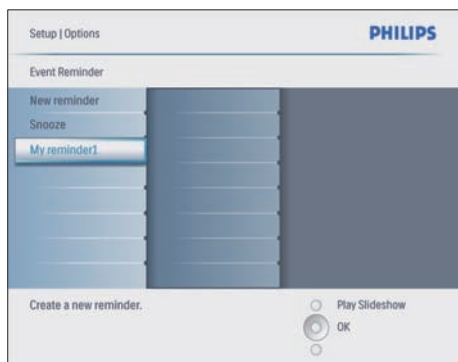 Setup | Options
PHILIPS
Event Reminder
New reminder
Snooze
My reminder1
Create a new reminder.
Play Slideshow
OK